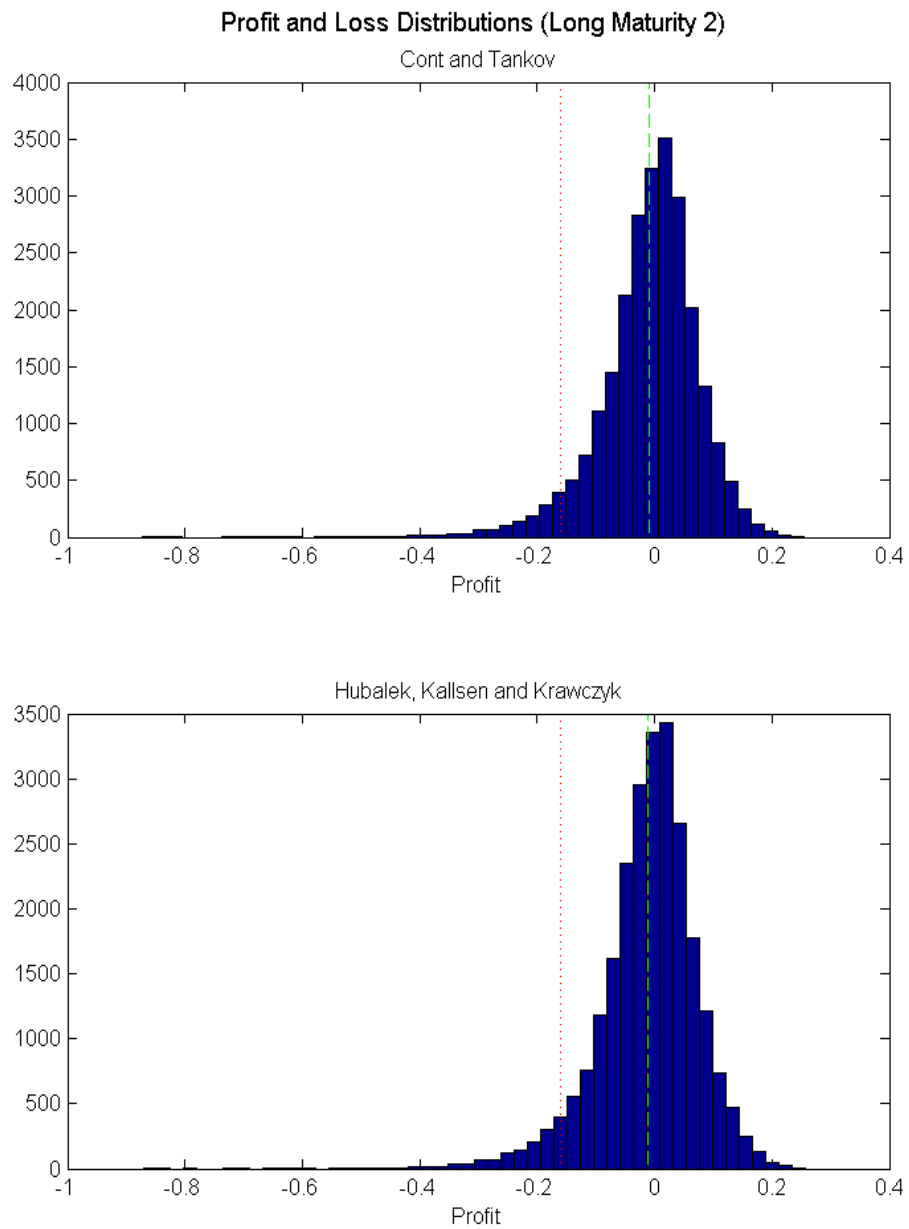 Profit and Loss Distributions (Long Maturity 2)
Cont and Tankov
4000
3500
3000
2500
2000
1500
1000
500
0
-1 -0.8 -0.6 -0.4 -0.2 0 0.2 0.4
Profit
Hubalek, Kallsen and Krawczyk
3500
3000
2500
2000
1500
1000
500
0
-1 -0.8 -0.6 -0.4 -0.2 0 0.2 0.4
Profit